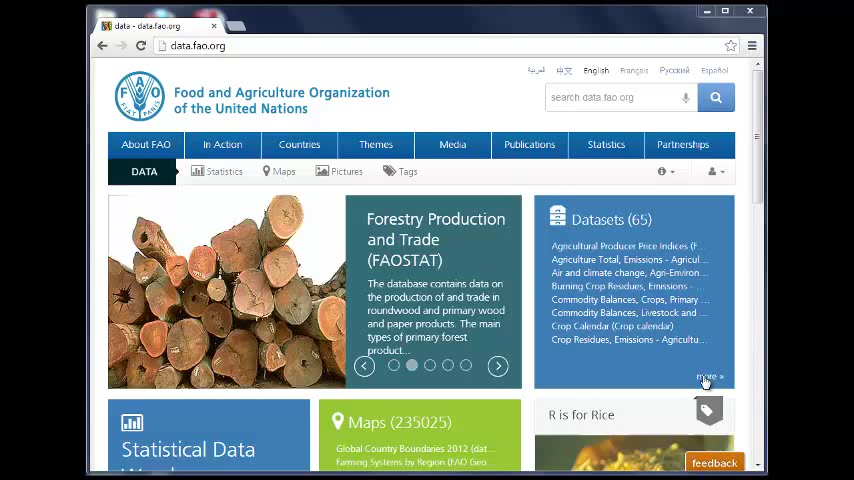 data - data.fao.org
data.fao.org
العربية 中文 English Français Русский Español
FAO
FIAT PANIS
Food and Agriculture Organization
of the United Nations
search data.fao.org
About FAO In Action Countries Themes Media Publications Statistics Partnerships
DATA Statistics Maps Pictures Tags
Forestry Production
and Trade
(FAOSTAT)
The database contains data on
the production of and trade in
roundwood and primary wood
and paper products. The main
types of primary forest
product...
Datasets (65)
Agricultural Producer Price Indices (F...
Agriculture Total, Emissions - Agricul...
Air and climate change, Agri-Environ...
Burning Crop Residues, Emissions - ...
Commodity Balances, Crops, Primary ...
Commodity Balances, Livestock and ...
Crop Calendar (Crop calendar)
Crop Residues, Emissions - Agricultu...
more »
Statistical Data
Maps (235025)
Global Country Boundaries 2012 (dat...
Farming Systems by Region (FAO Geo...
R is for Rice
feedback